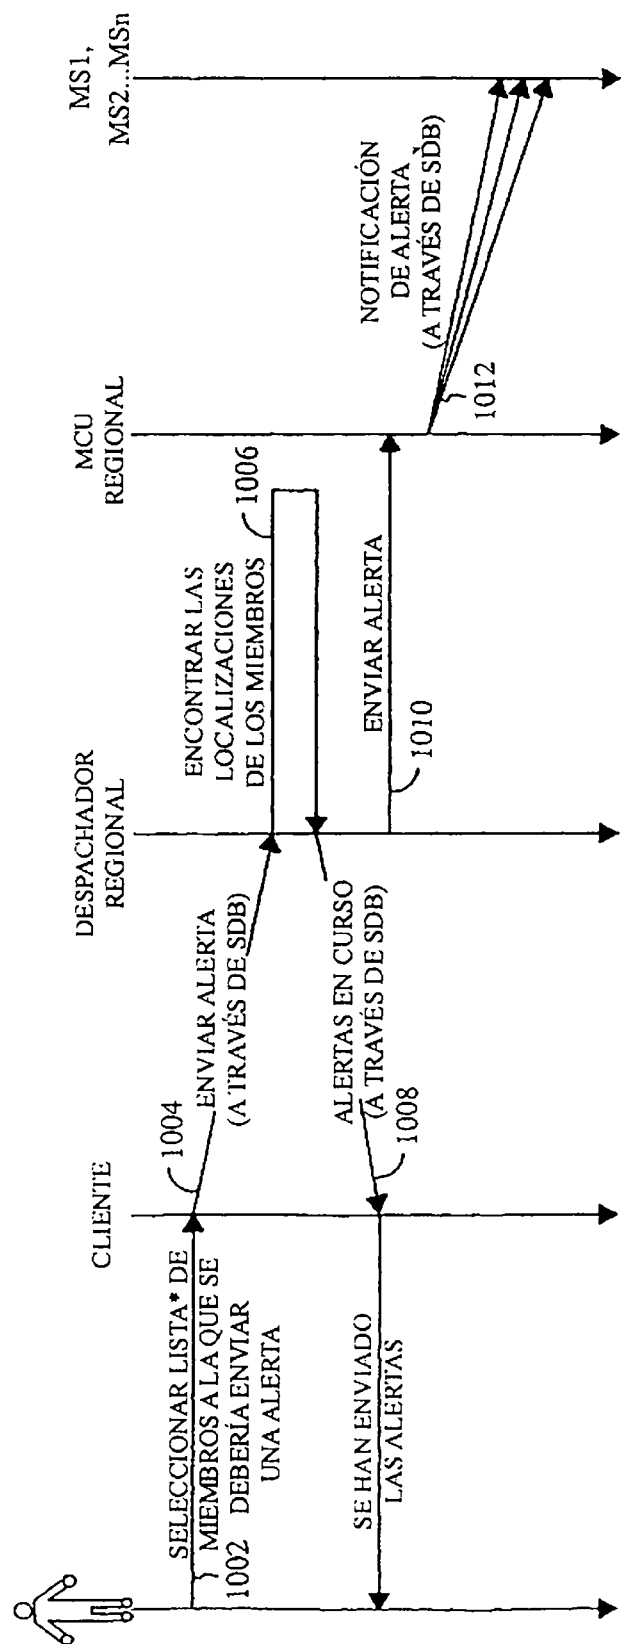 CLIENTE
DESPACHADOR
REGIONAL
MCU
REGIONAL
MS1,
MS2...MSn
SELECCIONAR LISTA* DE
MIEMBROS A LA QUE SE
1002 DEBERÍA ENVIAR
UNA ALERTA
1004
ENVIAR ALERTA
(A TRAVÉS DE SDB)
ENCONTRAR LAS
LOCALIZACIONES
DE LOS MIEMBROS
1006
ALERTAS EN CURSO
(A TRAVÉS DE SDB)
1008
SE HAN ENVIADO
LAS ALERTAS
ENVIAR ALERTA
1010
NOTIFICACIÓN
DE ALERTA
(A TRAVÉS DE SDB)
1012